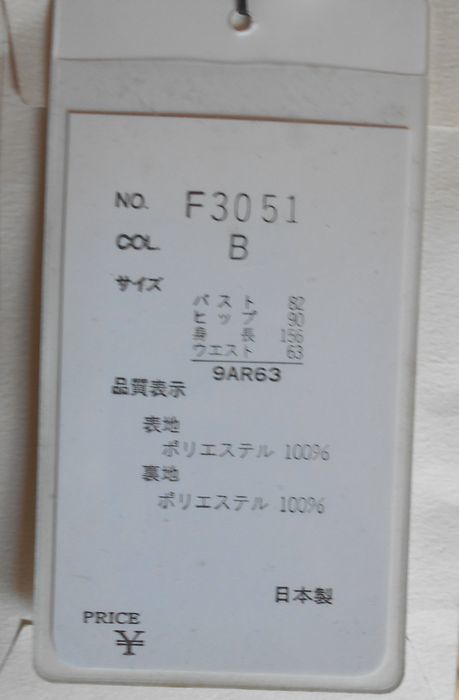 NO. F3051
COL. B
サイズ
バスト 82
ヒップ 90
身長 156
ウエスト 63
9AR63
品質表示
表地
ポリエステル 100%
裏地
ポリエステル 100%
日本製
PRICE
¥